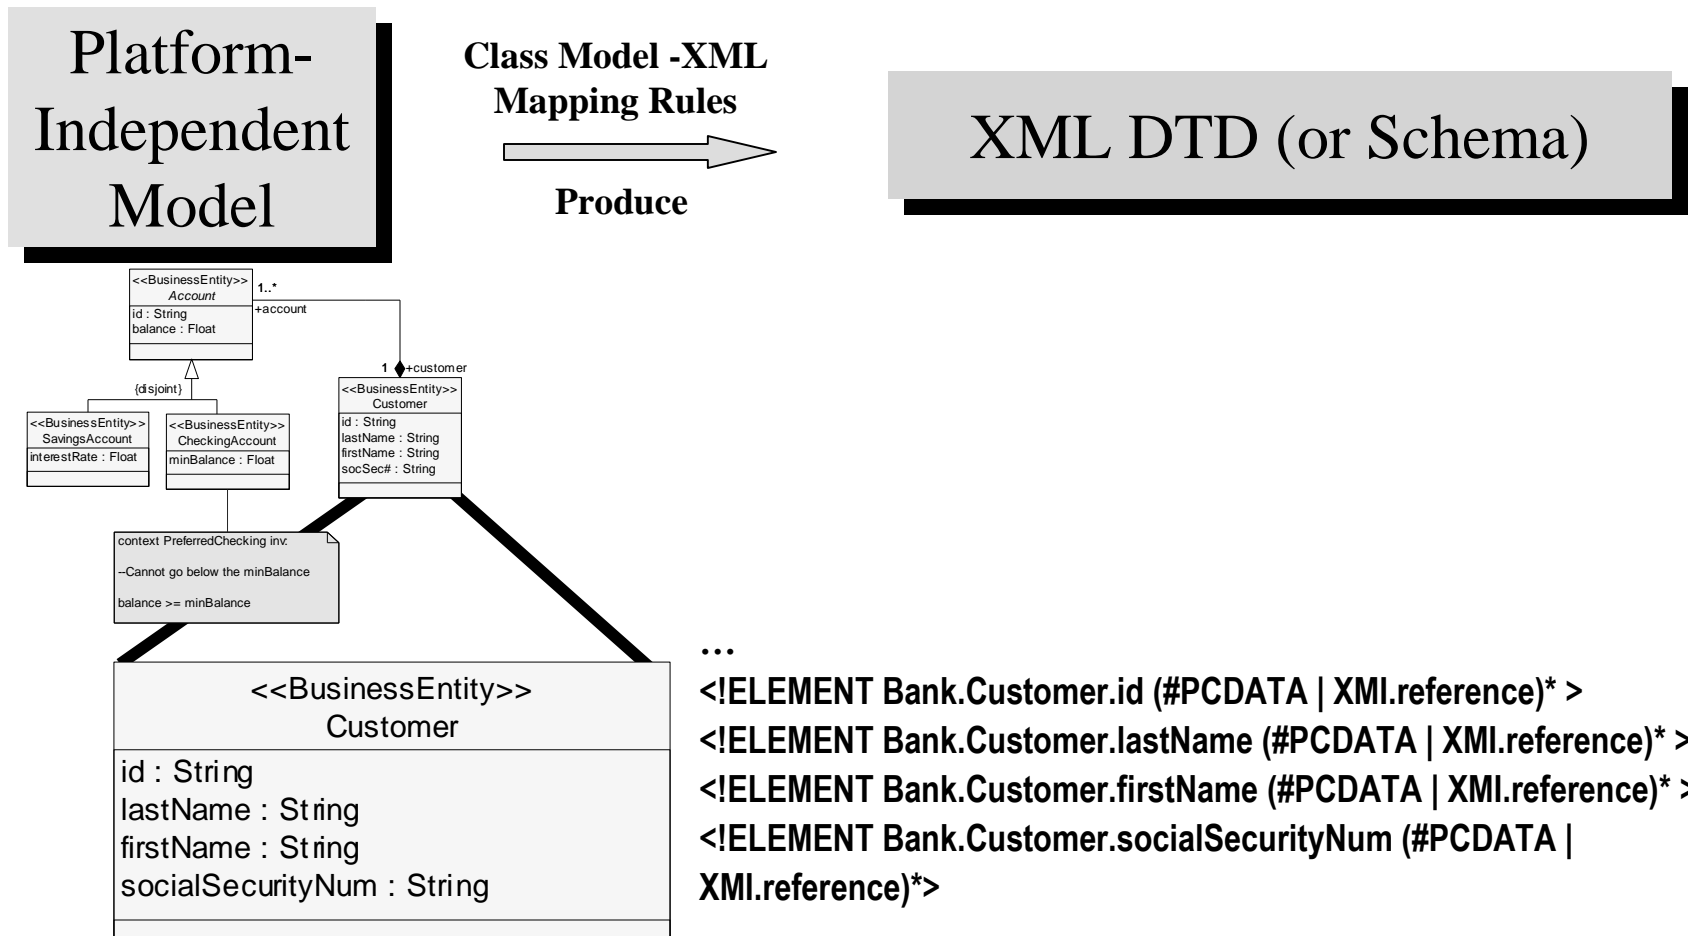 Platform-
Independent
Model
Class Model -XML
Mapping Rules
Produce
XML DTD (or Schema)
<<BusinessEntity>>
Account
id : String
balance : Float
1..*
+account
{disjoint}
1
+customer
<<BusinessEntity>>
SavingsAccount
interestRate : Float
<<BusinessEntity>>
CheckingAccount
minBalance : Float
<<BusinessEntity>>
Customer
id : String
lastName : String
firstName : String
socSec# : String
context PreferredChecking inv:
--Cannot go below the minBalance
balance >= minBalance
<<BusinessEntity>>
Customer
id : String
lastName : String
firstName : String
socialSecurityNum : String
...
<!ELEMENT Bank.Customer.id (#PCDATA | XMI.reference)* >
<!ELEMENT Bank.Customer.lastName (#PCDATA | XMI.reference)* >
<!ELEMENT Bank.Customer.firstName (#PCDATA | XMI.reference)* >
<!ELEMENT Bank.Customer.socialSecurityNum (#PCDATA |
XMI.reference)*>